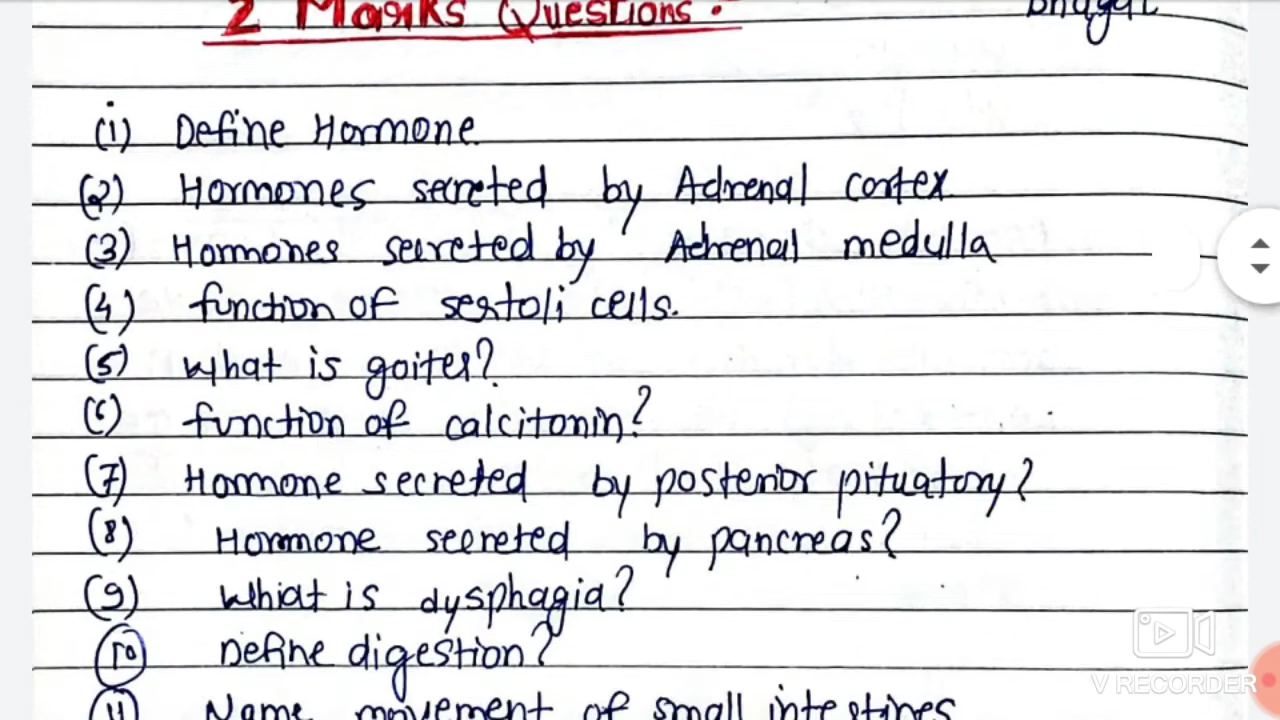 2 Marks Questions:
Bhagat
(1) Define Hormone
(2) Hormones secreted by Adrenal cortex
(3) Hormones secreted by Adrenal medulla
(4) function of sertoli cells.
(5) What is goiter?
(6) function of calcitonin?
(7) Hormone secreted by posterior pituatory?
(8) Hormone secreted by pancreas?
(9) Whiat is dysphagia?
(10) Define digestion?
(11) Name movement of small intestines
V RECORDER